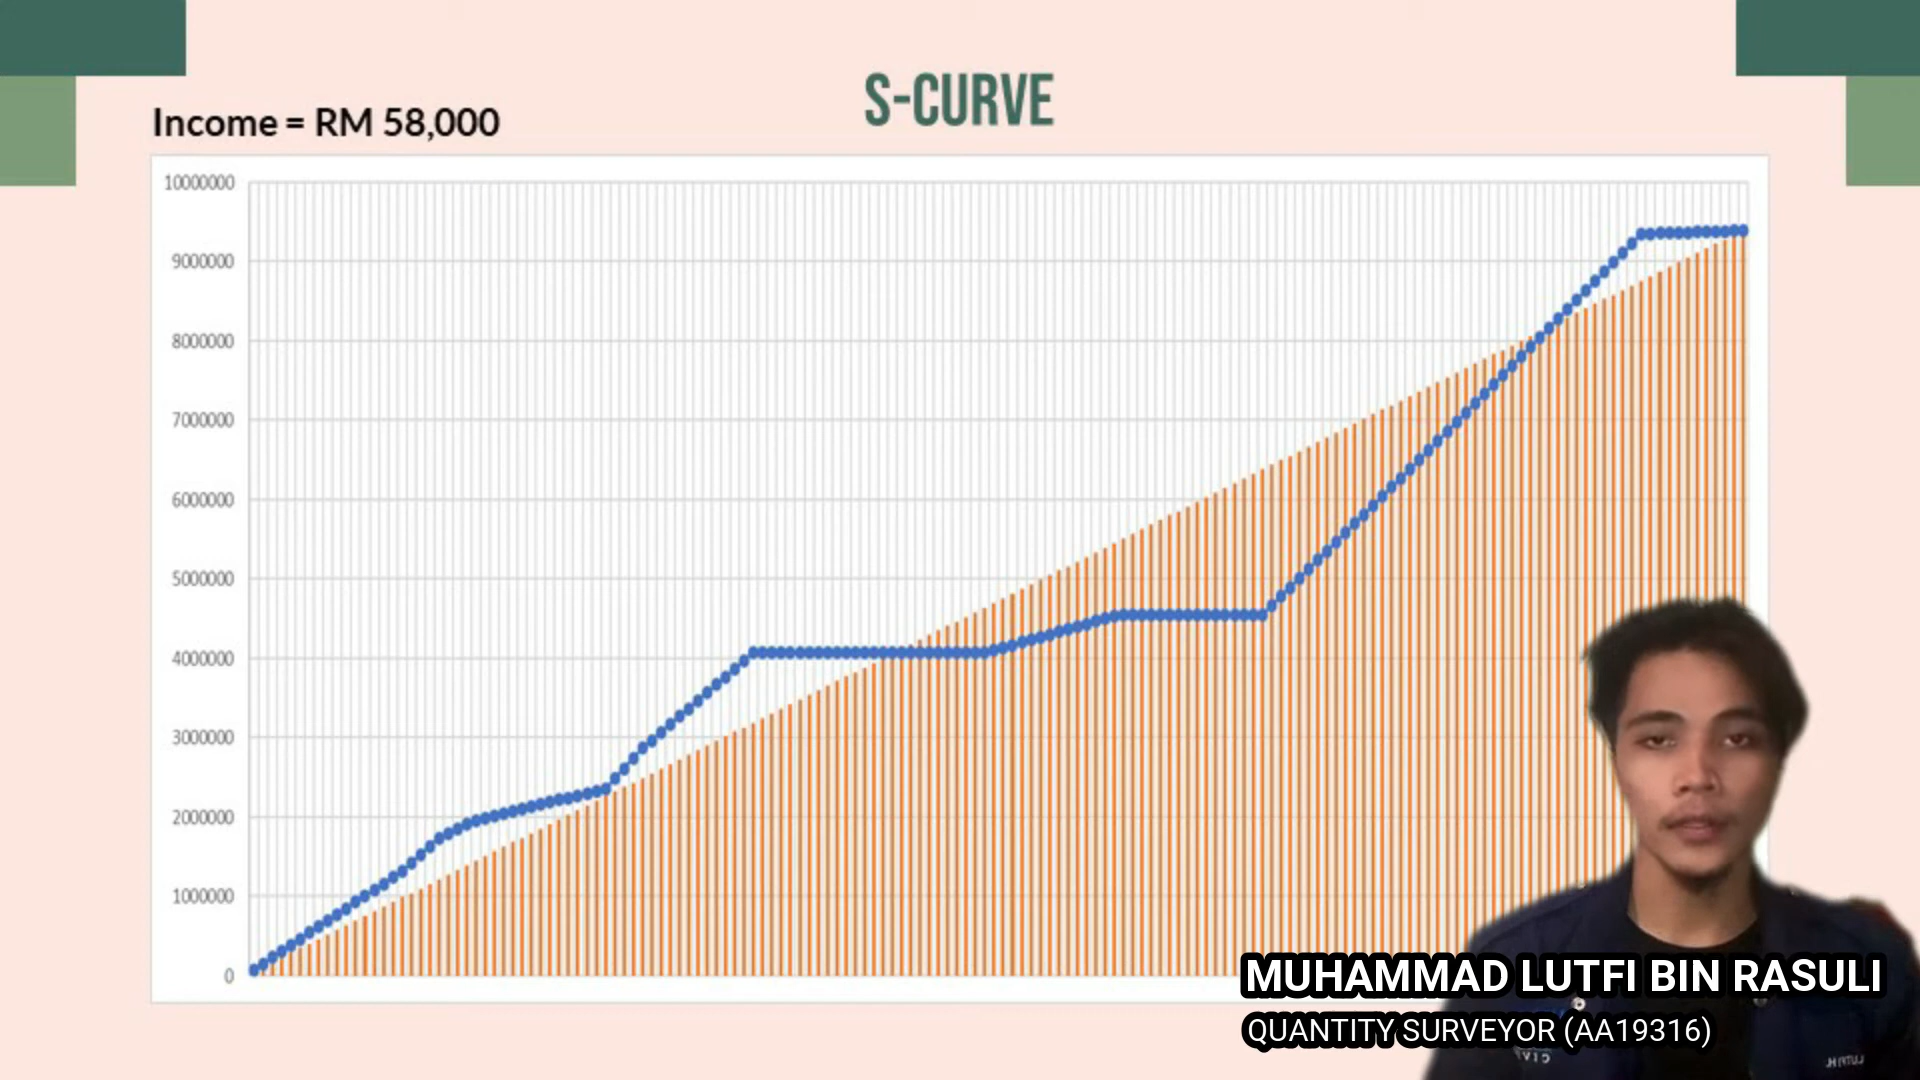 S-CURVE
Income = RM 58,000
10000000
9000000
8000000
7000000
6000000
5000000
4000000
3000000
2000000
1000000
0
MUHAMMAD LUTFI BIN RASULI
QUANTITY SURVEYOR (AA19316)